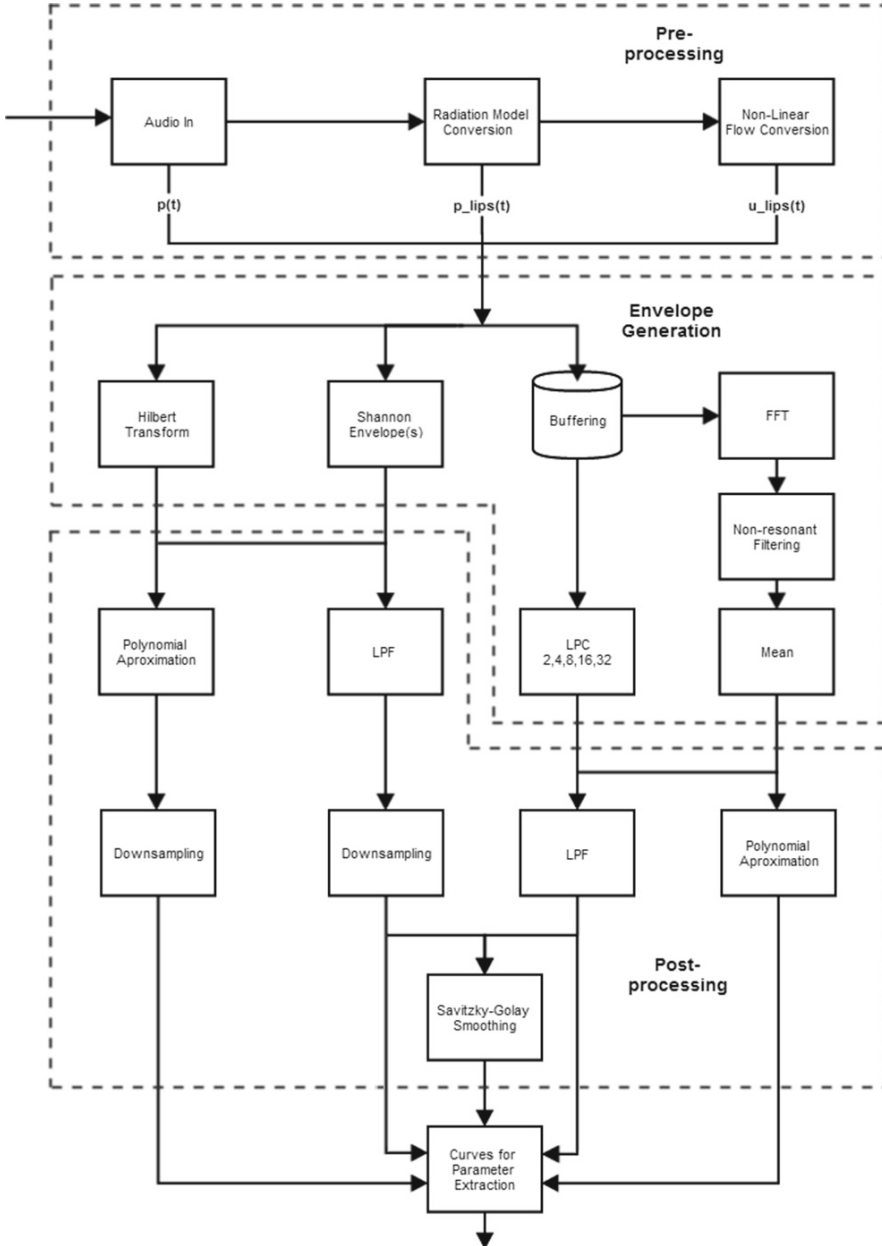 Pre-
processing
Audio In
Radiation Model
Conversion
Non-Linear
Flow Conversion
p(t)
p_lips(t)
u_lips(t)
Envelope
Generation
Hilbert
Transform
Shannon
Envelope(s)
Buffering
FFT
Non-resonant
Filtering
Polynomial
Aproximation
LPF
LPC
2,4,8,16,32
Mean
Downsampling
Downsampling
LPF
Polynomial
Aproximation
Post-
processing
Savitzky-Golay
Smoothing
Curves for
Parameter
Extraction